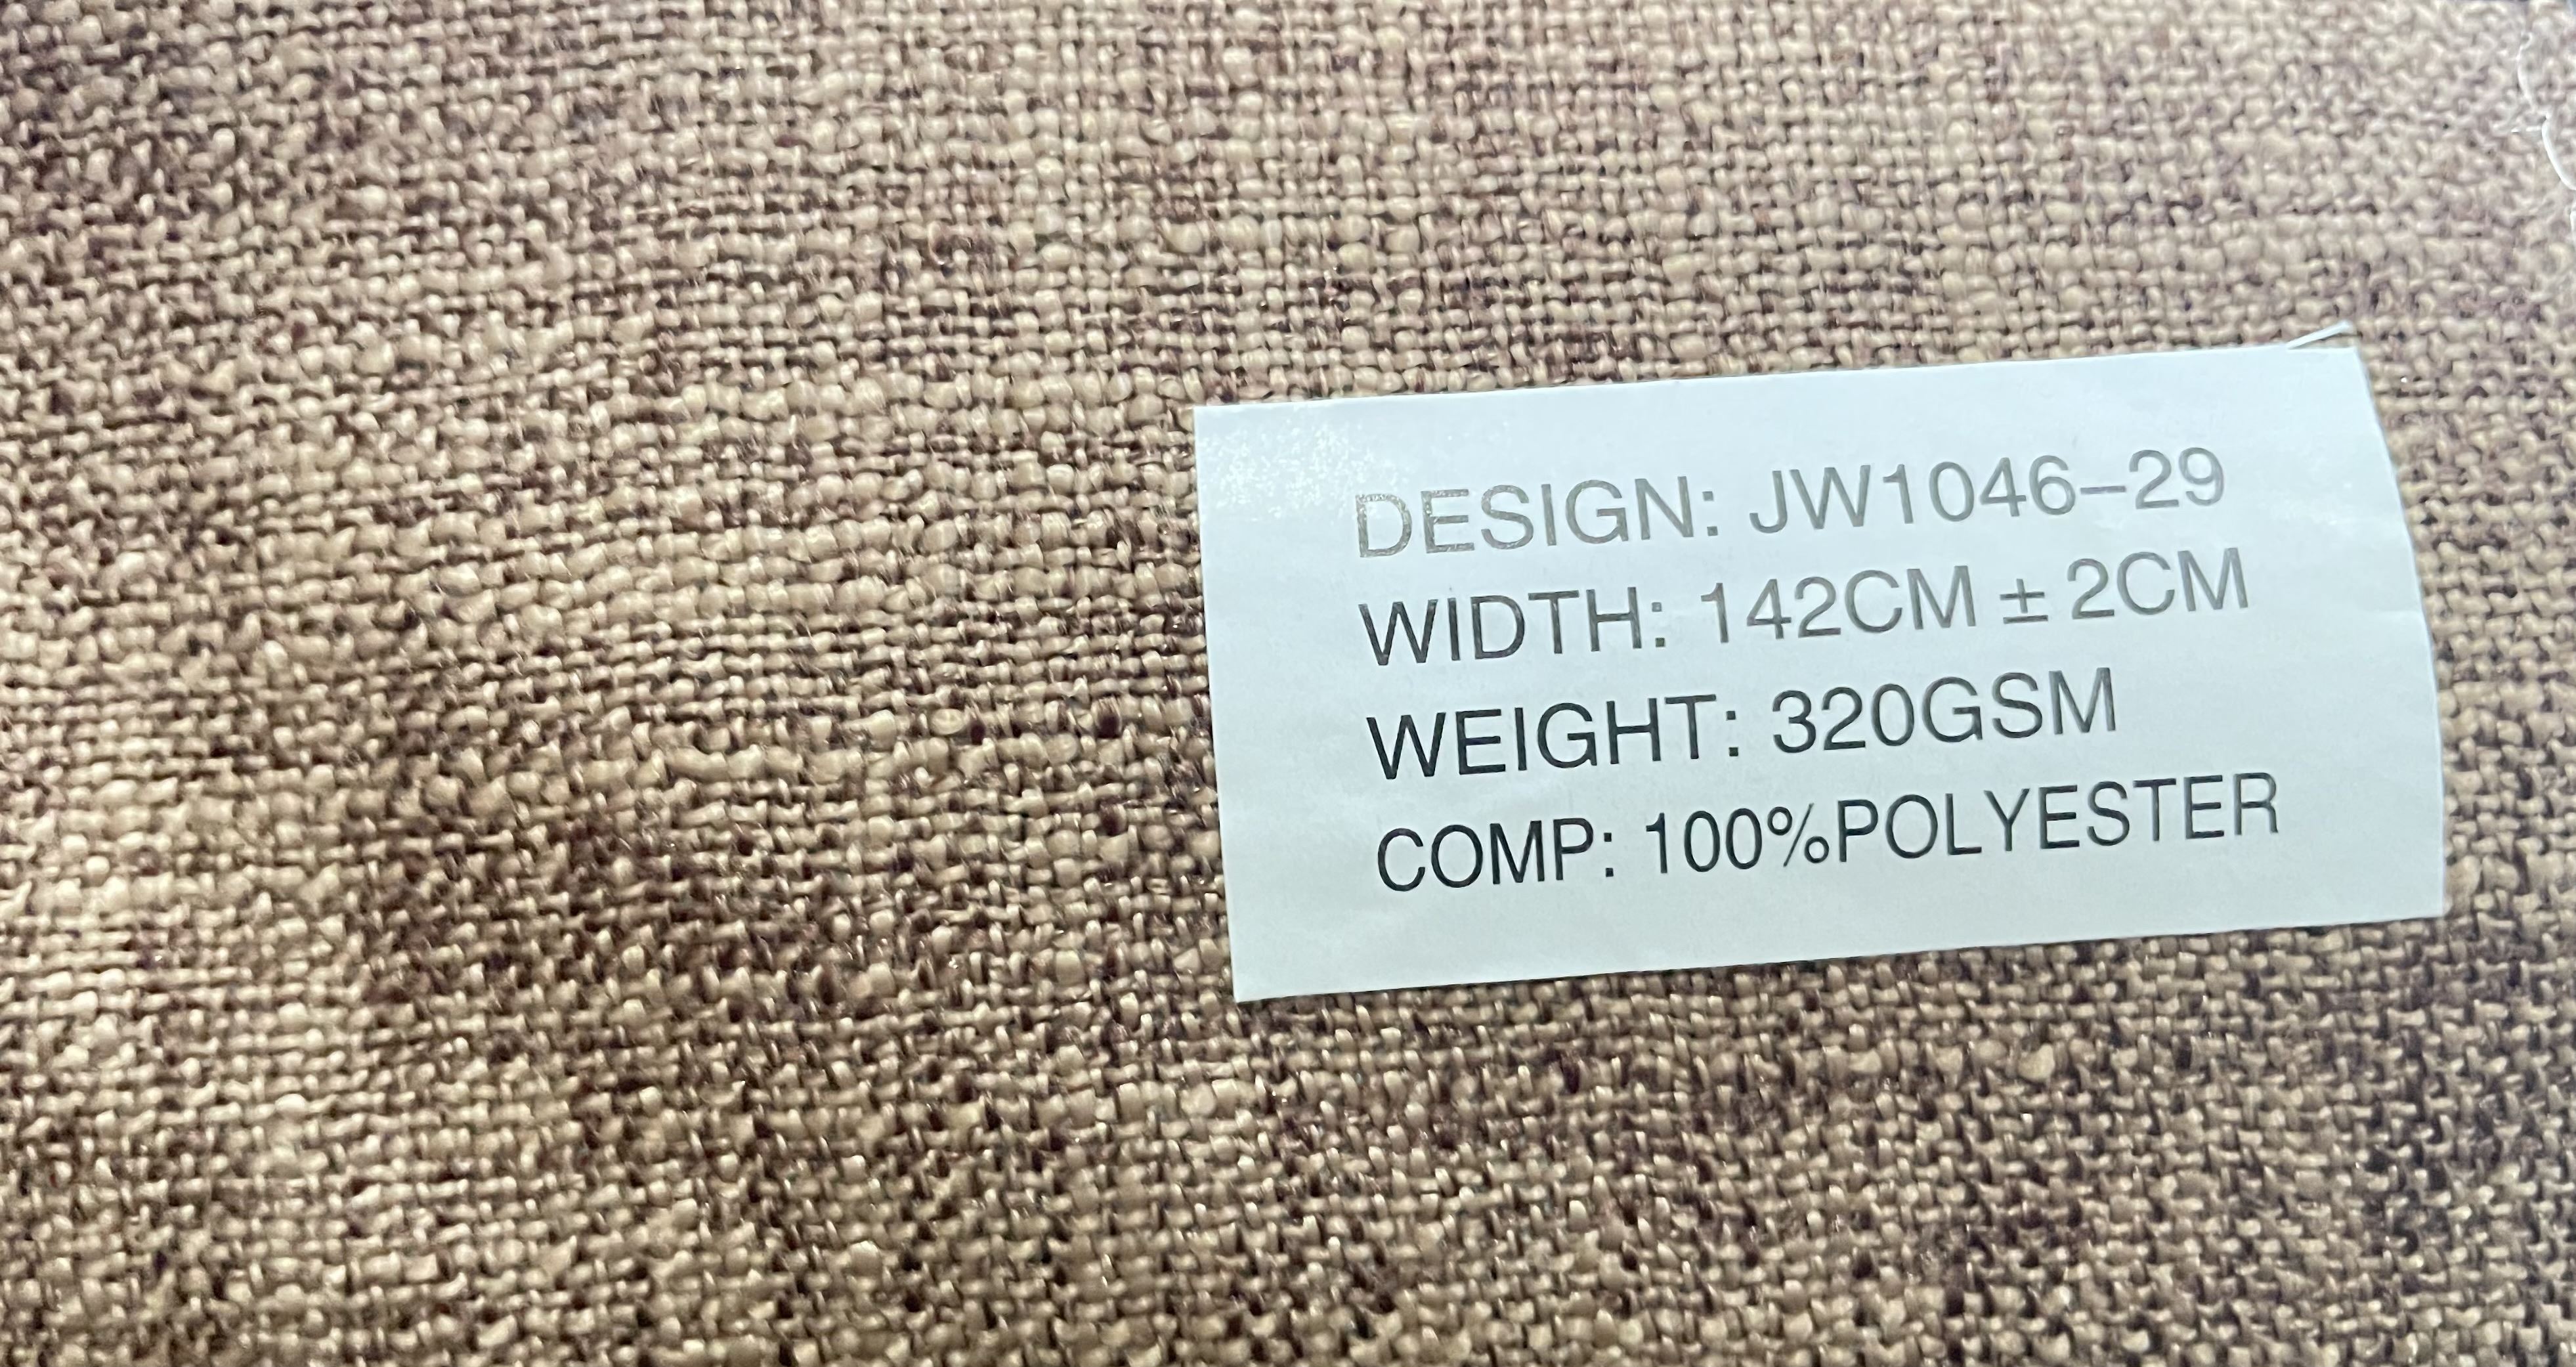 DESIGN: JW1046-29
WIDTH: 142CM ± 2CM
WEIGHT: 320GSM
COMP: 100%POLYESTER